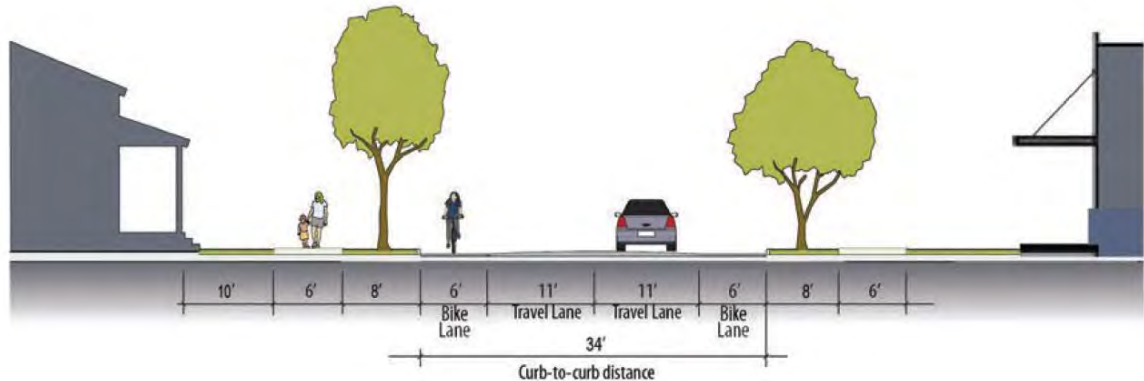 10' 6' 8' 6' 11' 11' 6' 8' 6'
Bike Travel Lane Travel Lane Bike
Lane Lane
34'
Curb-to-curb distance